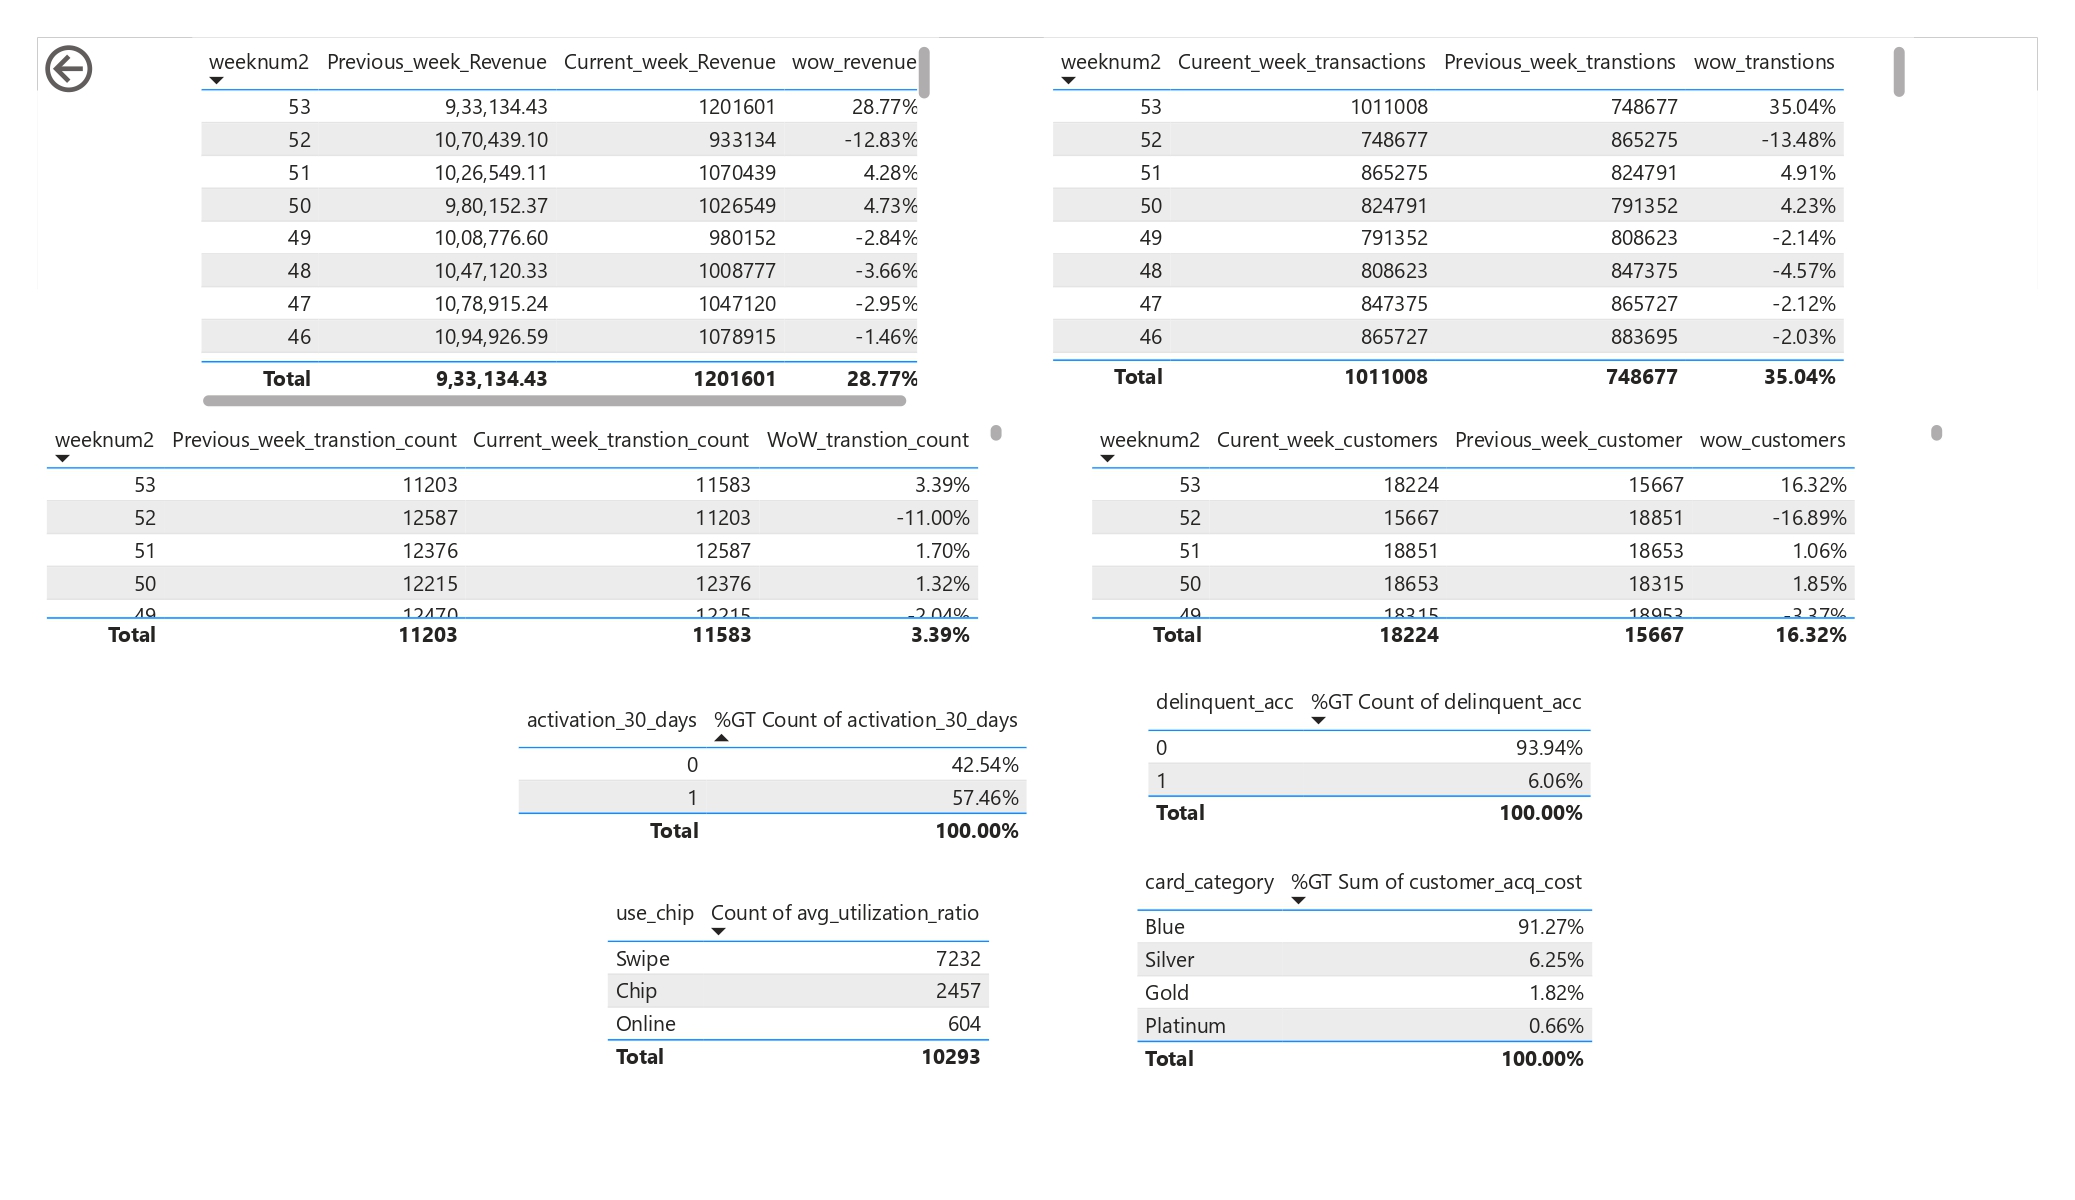 weeknum2 Previous_week_Revenue Current_week_Revenue wow_revenue
53 9,33,134.43 1201601 28.77%
52 10,70,439.10 933134 -12.83%
51 10,26,549.11 1070439 4.28%
50 9,80,152.37 1026549 4.73%
49 10,08,776.60 980152 -2.84%
48 10,47,120.33 1008777 -3.66%
47 10,78,915.24 1047120 -2.95%
46 10,94,926.59 1078915 -1.46%
Total 9,33,134.43 1201601 28.77%
weeknum2 Cureent_week_transactions Previous_week_transtions wow_transtions
53 1011008 748677 35.04%
52 748677 865275 -13.48%
51 865275 824791 4.91%
50 824791 791352 4.23%
49 791352 808623 -2.14%
48 808623 847375 -4.57%
47 847375 865727 -2.12%
46 865727 883695 -2.03%
Total 1011008 748677 35.04%
weeknum2 Previous_week_transtion_count Current_week_transtion_count WoW_transtion_count
53 11203 11583 3.39%
52 12587 11203 -11.00%
51 12376 12587 1.70%
50 12215 12376 1.32%
49 12470 12215 -2.04%
Total 11203 11583 3.39%
weeknum2 Curent_week_customers Previous_week_customer wow_customers
53 18224 15667 16.32%
52 15667 18851 -16.89%
51 18851 18653 1.06%
50 18653 18315 1.85%
49 18315 18953 -3.37%
Total 18224 15667 16.32%
activation_30_days %GT Count of activation_30_days
0 42.54%
1 57.46%
Total 100.00%
delinquent_acc %GT Count of delinquent_acc
0 93.94%
1 6.06%
Total 100.00%
use_chip Count of avg_utilization_ratio
Swipe 7232
Chip 2457
Online 604
Total 10293
card_category %GT Sum of customer_acq_cost
Blue 91.27%
Silver 6.25%
Gold 1.82%
Platinum 0.66%
Total 100.00%